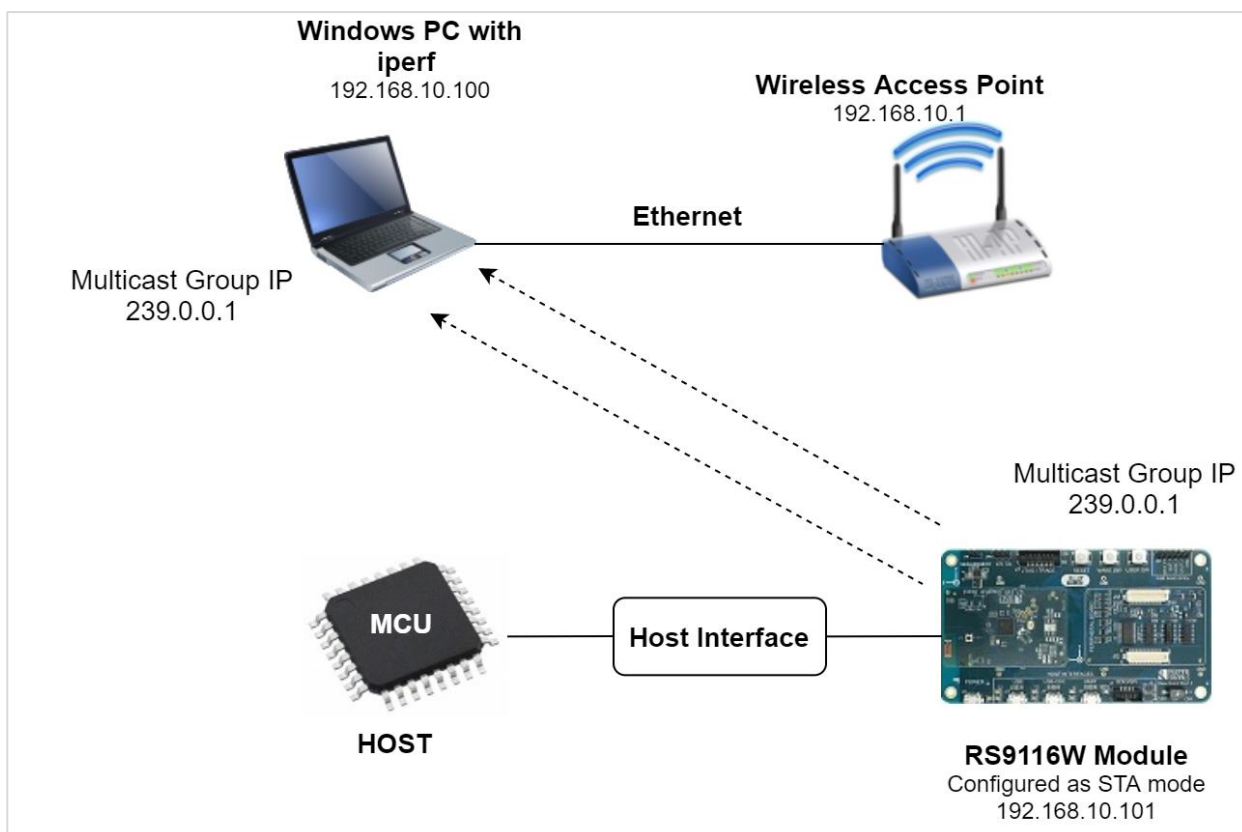 Windows PC with
iperf
192.168.10.100
Wireless Access Point
192.168.10.1
Ethernet
Multicast Group IP
239.0.0.1
Multicast Group IP
239.0.0.1
MCU
Host Interface
HOST
RS9116W Module
Configured as STA mode
192.168.10.101
POWER
RESET